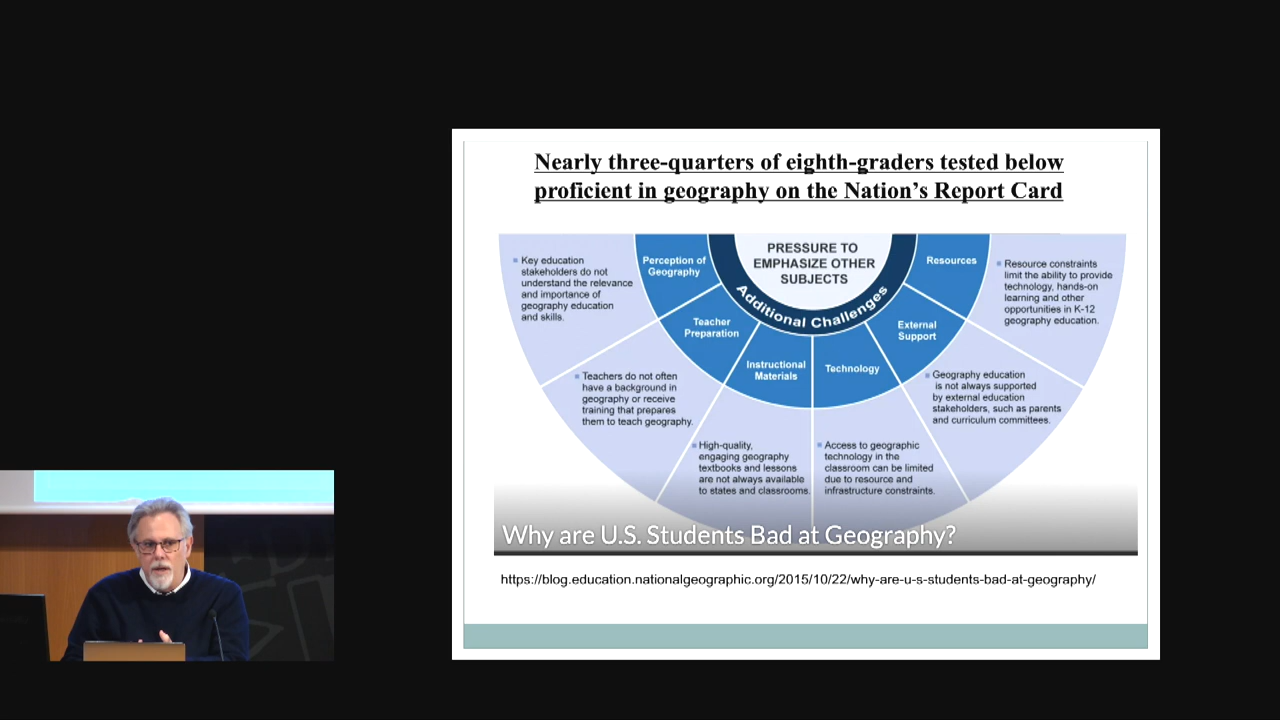 Nearly three-quarters of eighth-graders tested below
proficient in geography on the Nation's Report Card
PRESSURE TO
EMPHASIZE OTHER
SUBJECTS
Additional Challenges
Perception of
Geography
Key education
stakeholders do not
understand the relevance
and importance of
geography education
and skills.
Teacher
Preparation
Teachers do not often
have a background in
geography or receive
training that prepares
them to teach geography.
Instructional
Materials
High-quality,
engaging geography
textbooks and lessons
are not always available
to states and classrooms.
Technology
Access to geographic
technology in the
classroom can be limited
due to resource and
infrastructure constraints.
External
Support
Geography education
is not always supported
by external education
stakeholders, such as parents
and curriculum committees.
Resources
Resource constraints
limit the ability to provide
technology, hands-on
learning and other
opportunities in K-12
geography education.
Why are U.S. Students Bad at Geography?
https://blog.education.nationalgeographic.org/2015/10/22/why-are-u-s-students-bad-at-geography/